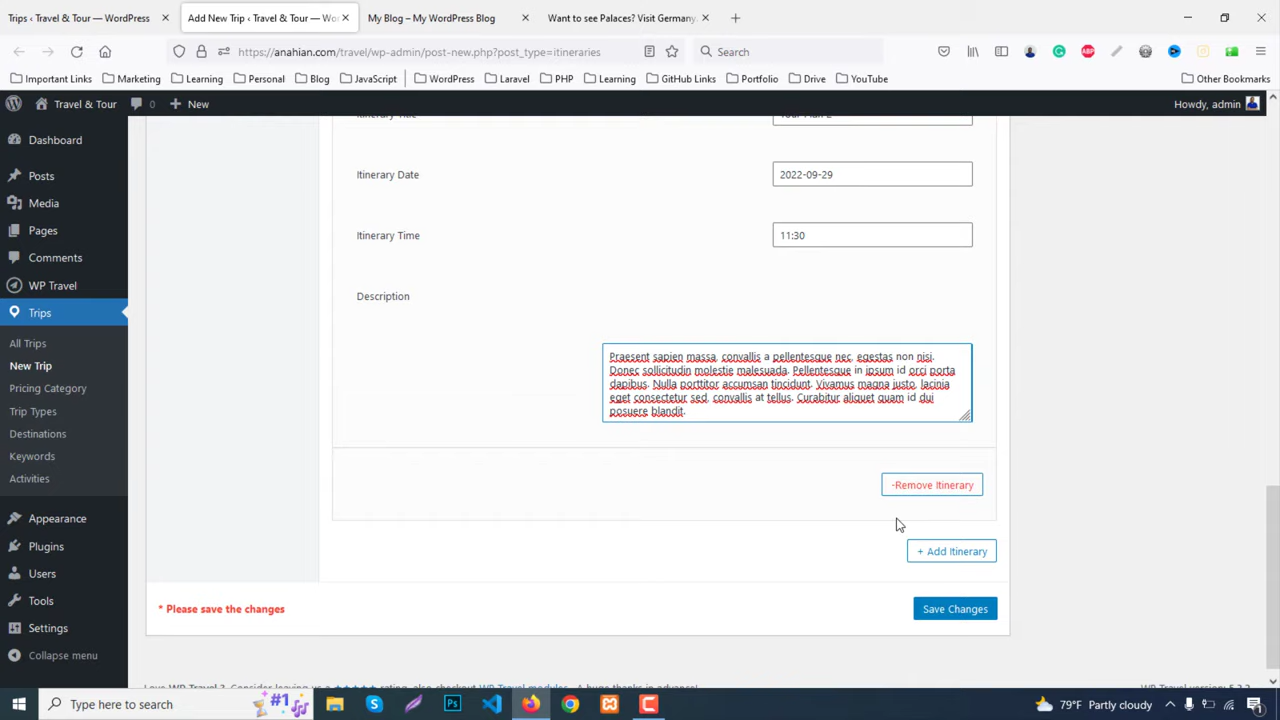 Trips ‹ Travel & Tour — WordPress
Add New Trip ‹ Travel & Tour — Wor
My Blog – My WordPress Blog
Want to see Palaces? Visit Germany.
https://anahian.com/travel/wp-admin/post-new.php?post_type=itineraries
Search
Important Links
Marketing
Learning
Personal
Blog
JavaScript
WordPress
Laravel
PHP
Learning
GitHub Links
Portfolio
Drive
YouTube
Other Bookmarks
Travel & Tour
0
New
Howdy, admin
Dashboard
Posts
Media
Pages
Comments
WP Travel
Trips
All Trips
New Trip
Pricing Category
Trip Types
Destinations
Keywords
Activities
Appearance
Plugins
Users
Tools
Settings
Collapse menu
Itinerary Date
2022-09-29
Itinerary Time
11:30
Description
Praesent sapien massa, convallis a pellentesque nec, egestas non nisi.
Donec sollicitudin molestie malesuada. Pellentesque in ipsum id orci porta
dapibus. Nulla porttitor accumsan tincidunt. Vivamus magna justo, lacinia
eget consectetur sed, convallis at tellus. Curabitur aliquet quam id dui
posuere blandit.
-Remove Itinerary
+ Add Itinerary
* Please save the changes
Save Changes
Type here to search
#1
79°F Partly cloudy